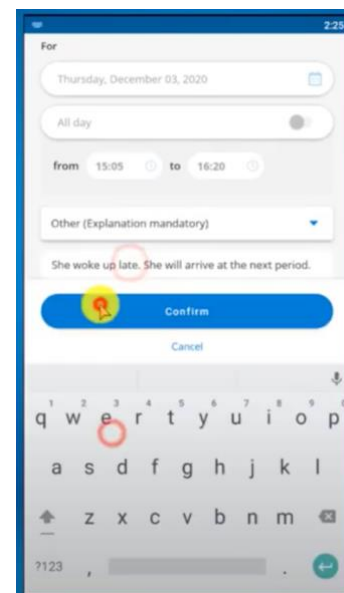 2:25
For
Thursday, December 03, 2020
All day
from 15:05 to 16:20
Other (Explanation mandatory)
She woke up late. She will arrive at the next period.
Confirm
Cancel
1 2 3 4 5 6 7 8 9 0
q w e r t y u i o p
a s d f g h j k l
z x c v b n m
?123 , .